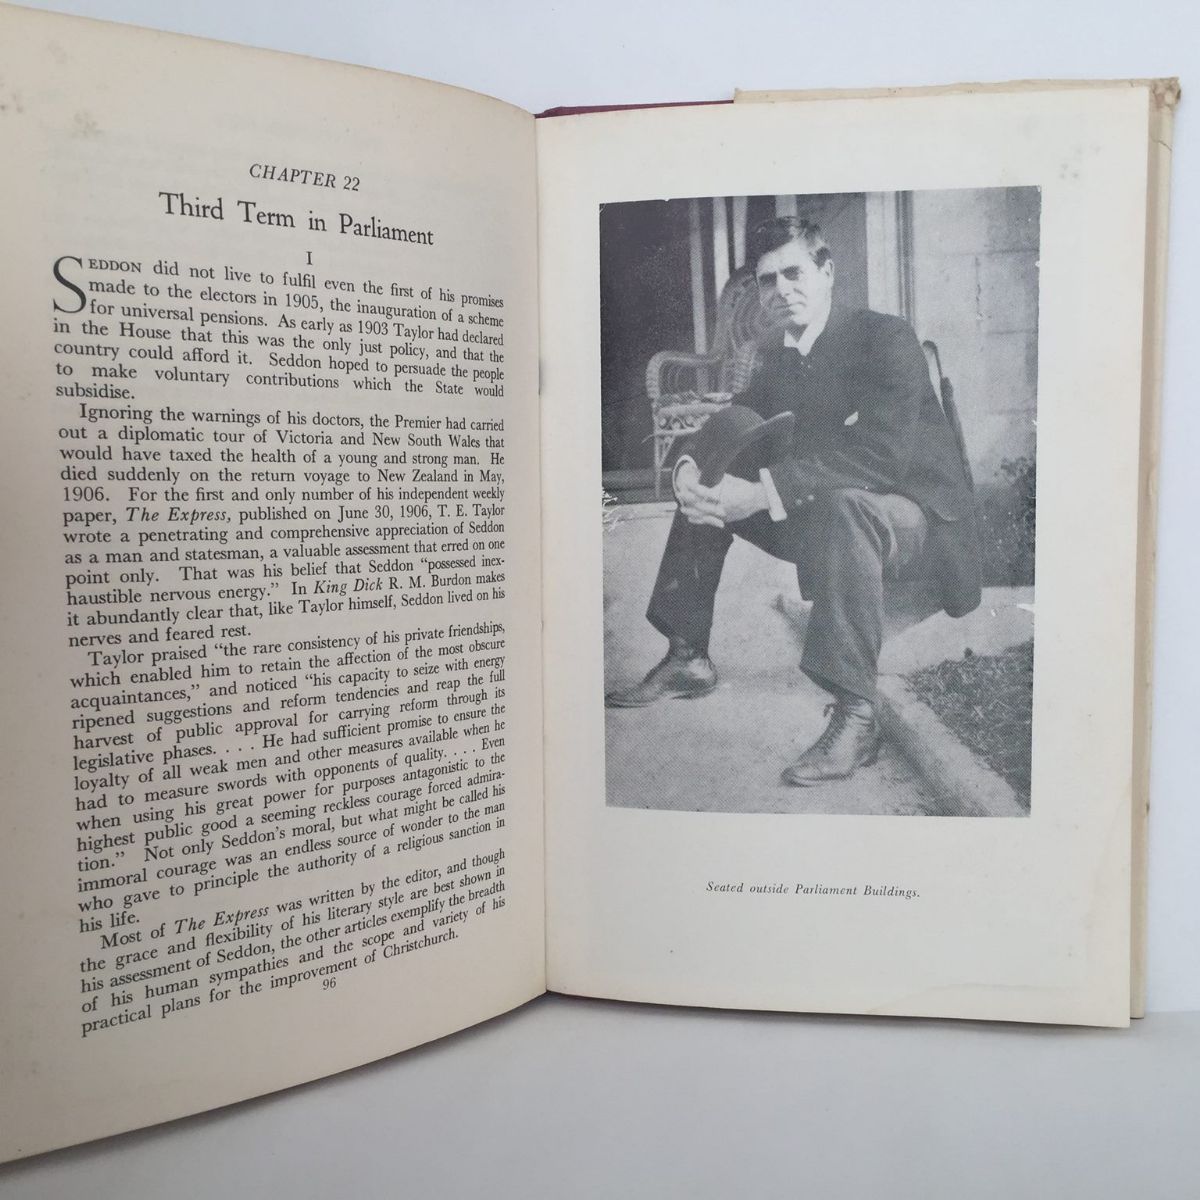 CHAPTER 22
Third Term in Parliament
I
SEDDON did not live to fulfil even the first of his promises
made to the electors in 1905, the inauguration of a scheme
for universal pensions. As early as 1903 Taylor had declared
in the House that this was the only just policy, and that the
country could afford it. Seddon hoped to persuade the people
to make voluntary contributions which the State would
subsidise.
Ignoring the warnings of his doctors, the Premier had carried
out a diplomatic tour of Victoria and New South Wales that
would have taxed the health of a young and strong man. He
died suddenly on the return voyage to New Zealand in May,
1906. For the first and only number of his independent weekly
paper, The Express, published on June 30, 1906, T. E. Taylor
wrote a penetrating and comprehensive appreciation of Seddon
as a man and statesman, a valuable assessment that erred on one
point only. That was his belief that Seddon "possessed inex-
haustible nervous energy." In King Dick R. M. Burdon makes
it abundantly clear that, like Taylor himself, Seddon lived on his
nerves and feared rest.
Taylor praised "the rare consistency of his private friendships,
which enabled him to retain the affection of the most obscure
acquaintances," and noticed "his capacity to seize with energy
ripened suggestions and reform tendencies and reap the full
harvest of public approval for carrying reform through its
legislative phases. . . . He had sufficient promise to ensure the
loyalty of all weak men and other measures available when he
had to measure swords with opponents of quality. . . . Even
when using his great power for purposes antagonistic to the
highest public good a seeming reckless courage forced admira-
tion." Not only Seddon's moral, but what might be called his
immoral courage was an endless source of wonder to the man
who gave to principle the authority of a religious sanction in
his life.
Most of The Express was written by the editor, and though
the grace and flexibility of his literary style are best shown in
his assessment of Seddon, the other articles exemplify the breadth
of his human sympathies and the scope and variety of his
practical plans for the improvement of Christchurch.
96
Seated outside Parliament Buildings.